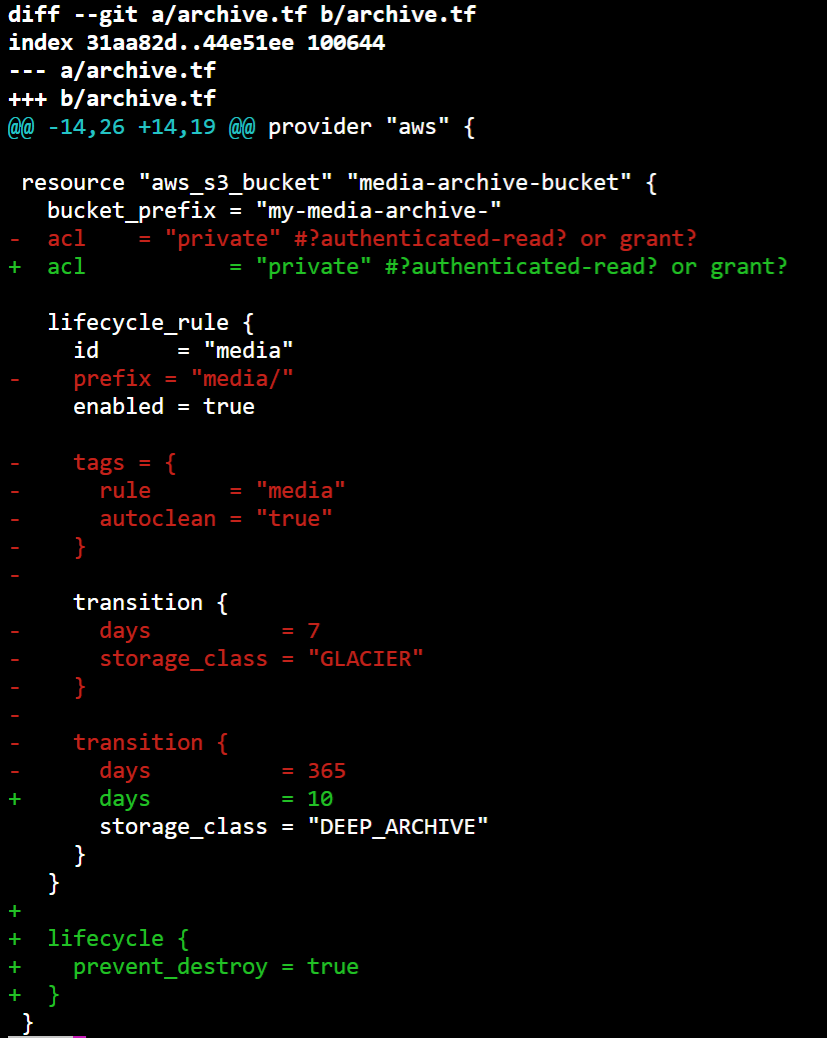 diff --git a/archive.tf b/archive.tf
index 31aa82d..44e51ee 100644
--- a/archive.tf
+++ b/archive.tf
@@ -14,26 +14,19 @@ provider "aws" {

 resource "aws_s3_bucket" "media-archive-bucket" {
   bucket_prefix = "my-media-archive-"
-  acl    = "private" #?authenticated-read? or grant?
+  acl           = "private" #?authenticated-read? or grant?

   lifecycle_rule {
     id      = "media"
-    prefix = "media/"
     enabled = true

-    tags = {
-      rule      = "media"
-      autoclean = "true"
-    }
-
     transition {
-      days          = 7
-      storage_class = "GLACIER"
-    }
-
-    transition {
-      days          = 365
+      days          = 10
       storage_class = "DEEP_ARCHIVE"
     }
   }
+
+  lifecycle {
+    prevent_destroy = true
+  }
 }